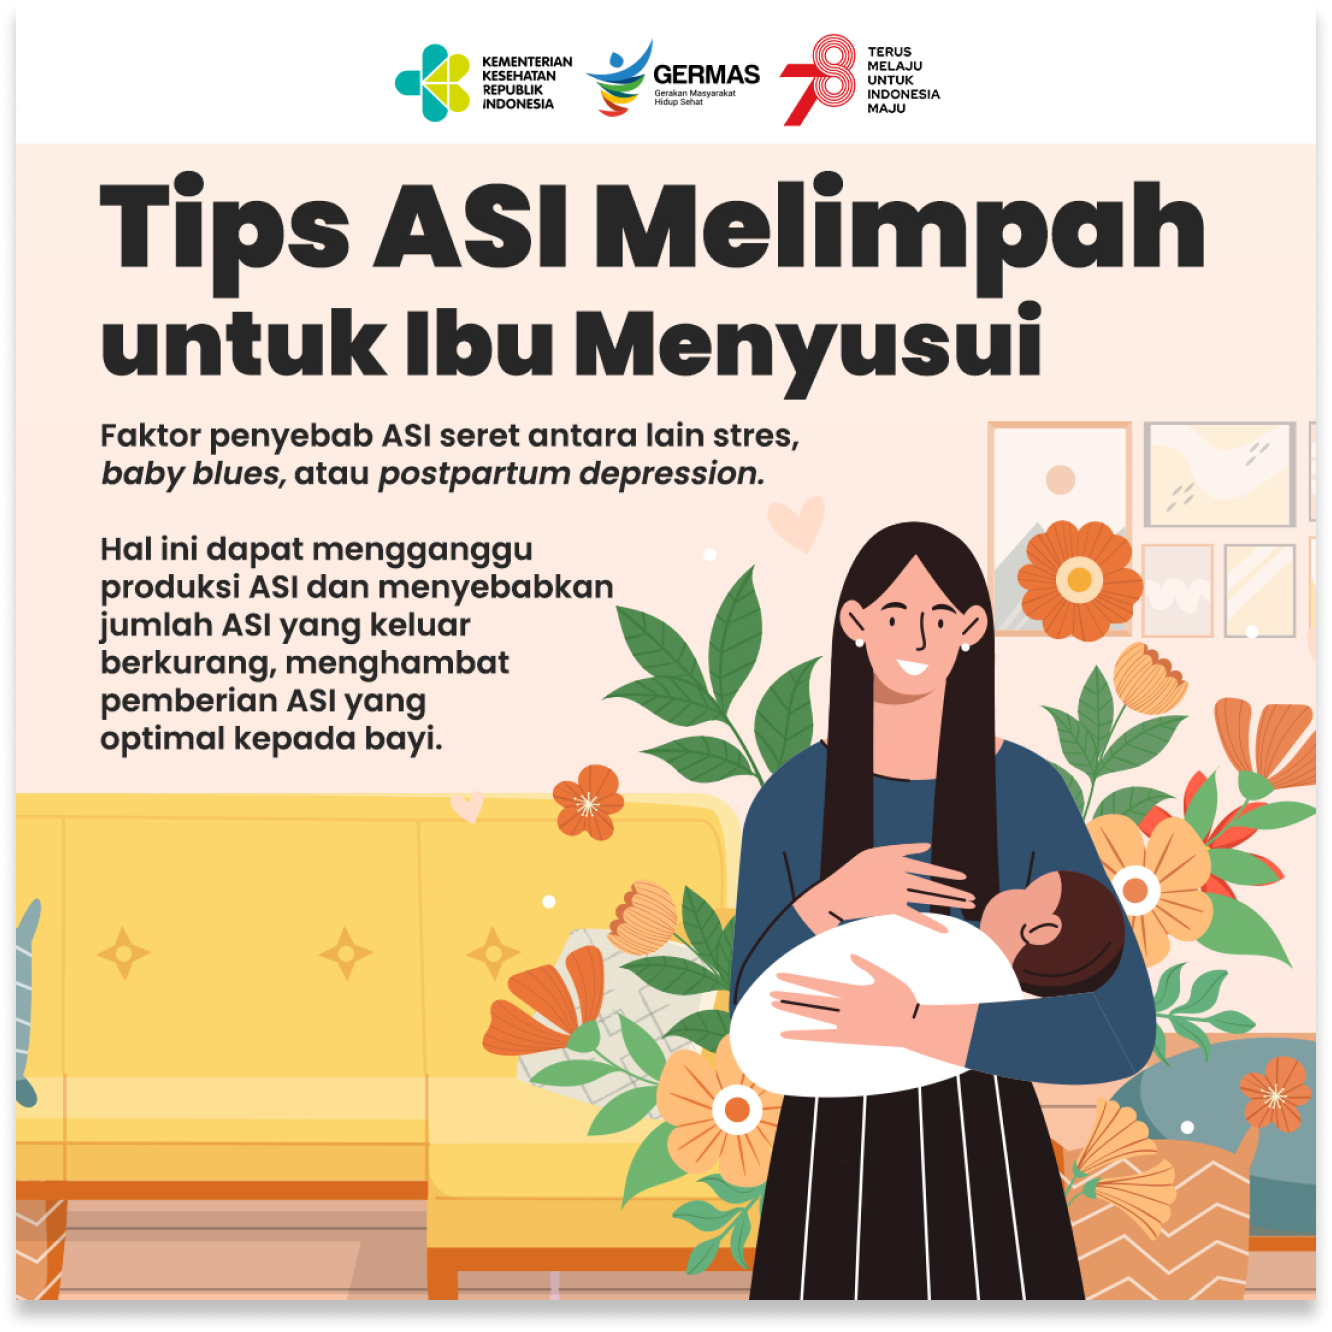 KEMENTERIAN
KESEHATAN
REPUBLIK
INDONESIA
GERMAS
Gerakan Masyarakat
Hidup Sehat
78
TERUS
MELAJU
UNTUK
INDONESIA
MAJU
Tips ASI Melimpah
untuk Ibu Menyusui
Faktor penyebab ASI seret antara lain stres,
baby blues, atau postpartum depression.
Hal ini dapat mengganggu
produksi ASI dan menyebabkan
jumlah ASI yang keluar
berkurang, menghambat
pemberian ASI yang
optimal kepada bayi.